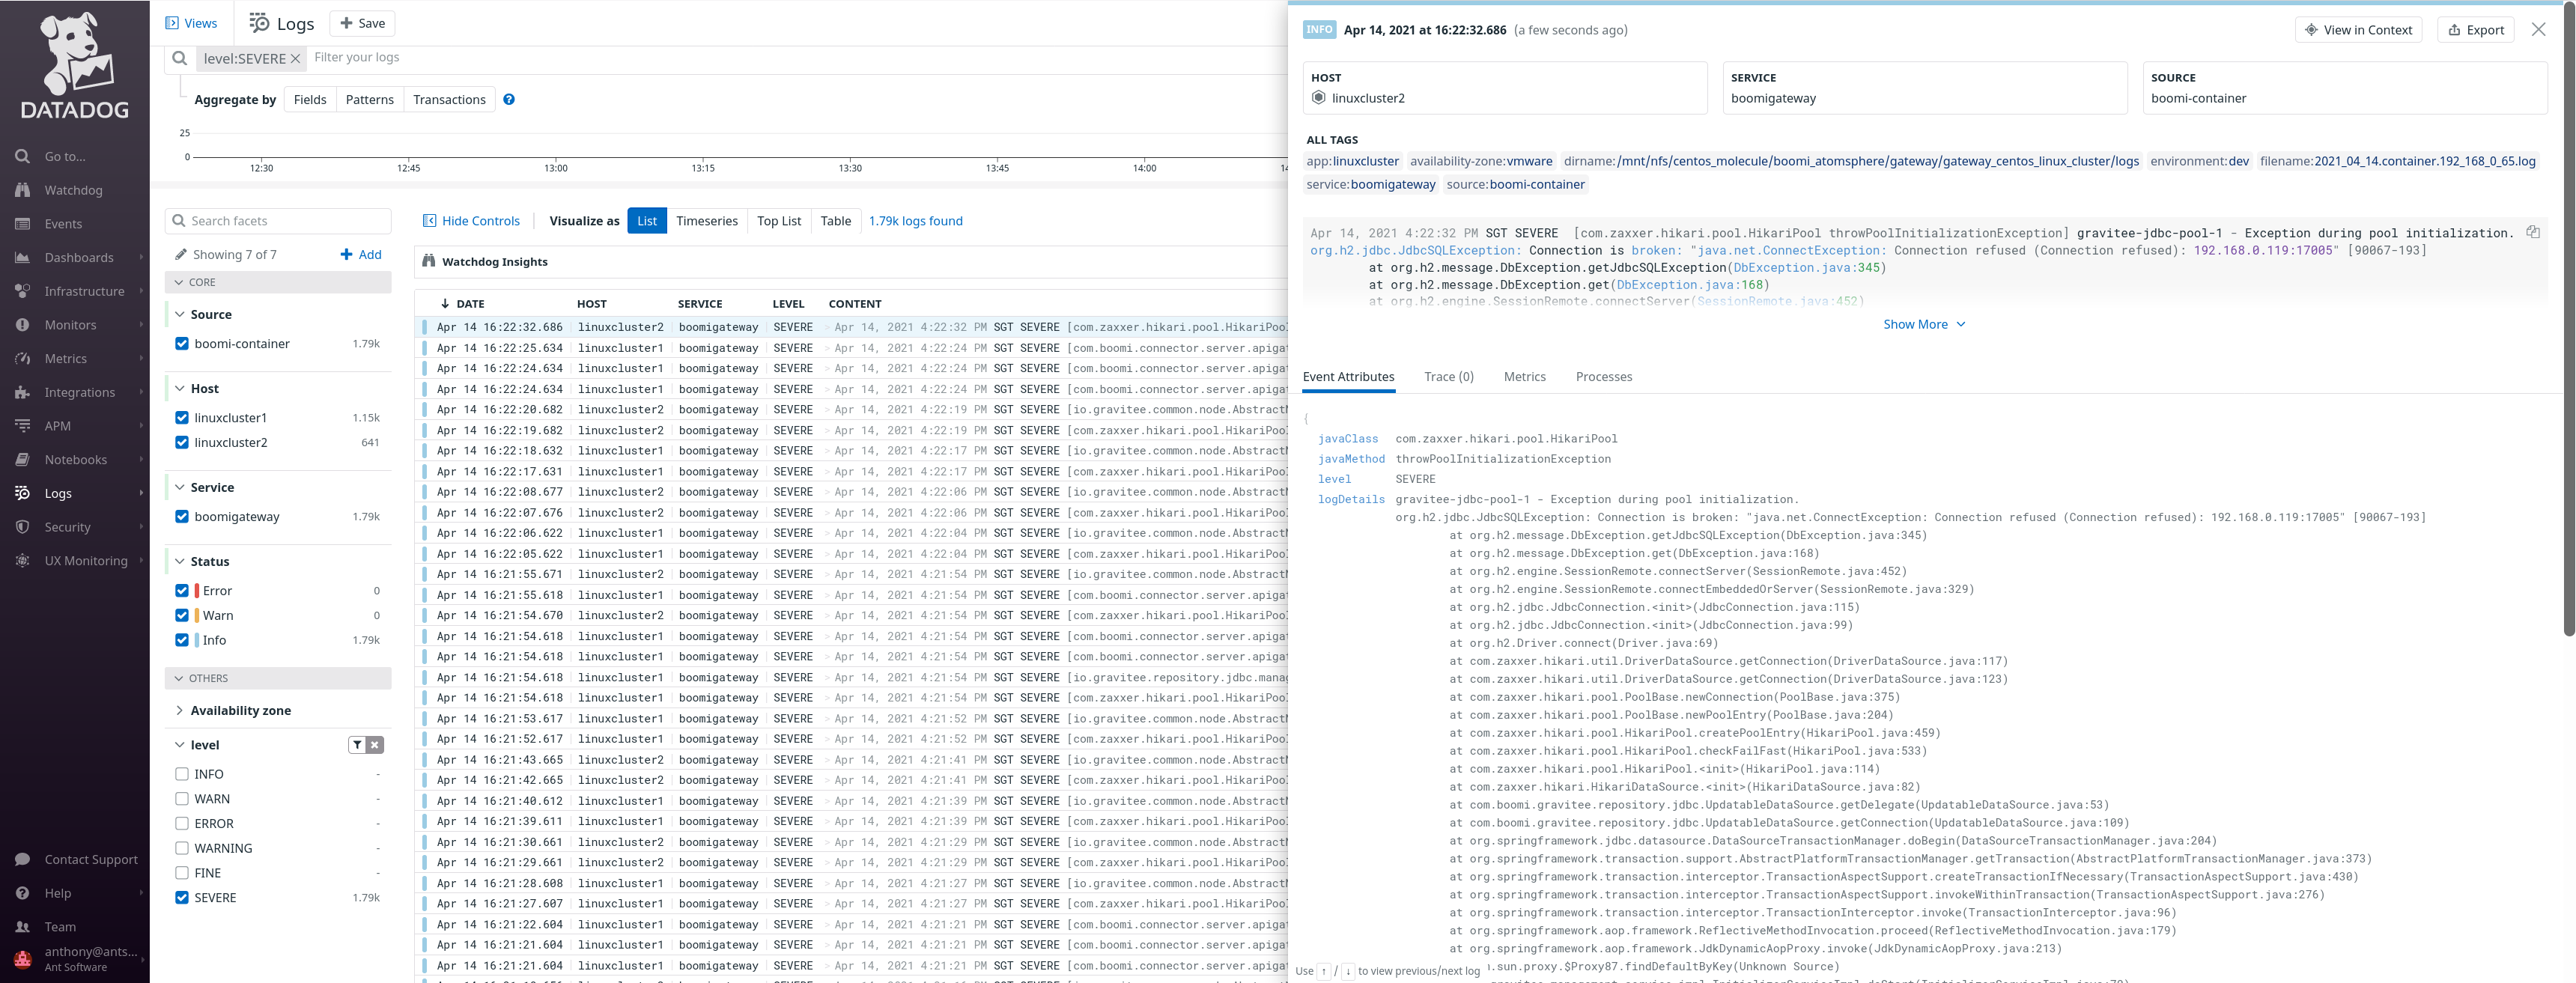 DATADOG
Go to...
Watchdog
Events
Dashboards
Infrastructure
Monitors
Metrics
Integrations
APM
Notebooks
Logs
Security
UX Monitoring
Contact Support
Help
Team
anthony@ants...
Ant Software
Views
Logs
+ Save
level:SEVERE
Filter your logs
Aggregate by Fields Patterns Transactions
25
0
12:30 12:45 13:00 13:15 13:30 13:45 14:00 14
Search facets
Showing 7 of 7 + Add
CORE
Source
boomi-container 1.79k
Host
linuxcluster1 1.15k
linuxcluster2 641
Service
boomigateway 1.79k
Status
Error 0
Warn 0
Info 1.79k
OTHERS
Availability zone
level
INFO -
WARN -
ERROR -
WARNING -
FINE -
SEVERE 1.79k
Hide Controls Visualize as List Timeseries Top List Table 1.79k logs found
Watchdog Insights
DATE HOST SERVICE LEVEL CONTENT
Apr 14 16:22:32.686 linuxcluster2 boomigateway SEVERE > Apr 14, 2021 4:22:32 PM SGT SEVERE [com.zaxxer.hikari.pool.HikariPool
Apr 14 16:22:25.634 linuxcluster1 boomigateway SEVERE > Apr 14, 2021 4:22:24 PM SGT SEVERE [com.boomi.connector.server.apigat
Apr 14 16:22:24.634 linuxcluster1 boomigateway SEVERE > Apr 14, 2021 4:22:24 PM SGT SEVERE [com.boomi.connector.server.apigat
Apr 14 16:22:24.634 linuxcluster1 boomigateway SEVERE > Apr 14, 2021 4:22:24 PM SGT SEVERE [com.boomi.connector.server.apigat
Apr 14 16:22:20.682 linuxcluster2 boomigateway SEVERE > Apr 14, 2021 4:22:19 PM SGT SEVERE [io.gravitee.common.node.AbstractN
Apr 14 16:22:19.682 linuxcluster2 boomigateway SEVERE > Apr 14, 2021 4:22:19 PM SGT SEVERE [com.zaxxer.hikari.pool.HikariPool
Apr 14 16:22:18.632 linuxcluster1 boomigateway SEVERE > Apr 14, 2021 4:22:17 PM SGT SEVERE [io.gravitee.common.node.AbstractN
Apr 14 16:22:17.631 linuxcluster1 boomigateway SEVERE > Apr 14, 2021 4:22:17 PM SGT SEVERE [com.zaxxer.hikari.pool.HikariPool
Apr 14 16:22:08.677 linuxcluster2 boomigateway SEVERE > Apr 14, 2021 4:22:06 PM SGT SEVERE [io.gravitee.common.node.AbstractN
Apr 14 16:22:07.676 linuxcluster2 boomigateway SEVERE > Apr 14, 2021 4:22:06 PM SGT SEVERE [com.zaxxer.hikari.pool.HikariPool
Apr 14 16:22:06.622 linuxcluster1 boomigateway SEVERE > Apr 14, 2021 4:22:04 PM SGT SEVERE [io.gravitee.common.node.AbstractN
Apr 14 16:22:05.622 linuxcluster1 boomigateway SEVERE > Apr 14, 2021 4:22:04 PM SGT SEVERE [com.zaxxer.hikari.pool.HikariPool
Apr 14 16:21:55.671 linuxcluster2 boomigateway SEVERE > Apr 14, 2021 4:21:54 PM SGT SEVERE [io.gravitee.common.node.AbstractN
Apr 14 16:21:55.618 linuxcluster1 boomigateway SEVERE > Apr 14, 2021 4:21:54 PM SGT SEVERE [com.boomi.connector.server.apigat
Apr 14 16:21:54.670 linuxcluster2 boomigateway SEVERE > Apr 14, 2021 4:21:54 PM SGT SEVERE [com.zaxxer.hikari.pool.HikariPool
Apr 14 16:21:54.618 linuxcluster1 boomigateway SEVERE > Apr 14, 2021 4:21:54 PM SGT SEVERE [com.boomi.connector.server.apigat
Apr 14 16:21:54.618 linuxcluster1 boomigateway SEVERE > Apr 14, 2021 4:21:54 PM SGT SEVERE [com.boomi.connector.server.apigat
Apr 14 16:21:54.618 linuxcluster1 boomigateway SEVERE > Apr 14, 2021 4:21:54 PM SGT SEVERE [io.gravitee.repository.jdbc.manag
Apr 14 16:21:54.618 linuxcluster1 boomigateway SEVERE > Apr 14, 2021 4:21:54 PM SGT SEVERE [com.zaxxer.hikari.pool.HikariPool
Apr 14 16:21:53.617 linuxcluster1 boomigateway SEVERE > Apr 14, 2021 4:21:52 PM SGT SEVERE [io.gravitee.common.node.AbstractN
Apr 14 16:21:52.617 linuxcluster1 boomigateway SEVERE > Apr 14, 2021 4:21:52 PM SGT SEVERE [com.zaxxer.hikari.pool.HikariPool
Apr 14 16:21:43.665 linuxcluster2 boomigateway SEVERE > Apr 14, 2021 4:21:41 PM SGT SEVERE [io.gravitee.common.node.AbstractN
Apr 14 16:21:42.665 linuxcluster2 boomigateway SEVERE > Apr 14, 2021 4:21:41 PM SGT SEVERE [com.zaxxer.hikari.pool.HikariPool
Apr 14 16:21:40.612 linuxcluster1 boomigateway SEVERE > Apr 14, 2021 4:21:39 PM SGT SEVERE [io.gravitee.common.node.AbstractN
Apr 14 16:21:39.611 linuxcluster1 boomigateway SEVERE > Apr 14, 2021 4:21:39 PM SGT SEVERE [com.zaxxer.hikari.pool.HikariPool
Apr 14 16:21:30.661 linuxcluster2 boomigateway SEVERE > Apr 14, 2021 4:21:29 PM SGT SEVERE [io.gravitee.common.node.AbstractN
Apr 14 16:21:29.661 linuxcluster2 boomigateway SEVERE > Apr 14, 2021 4:21:29 PM SGT SEVERE [com.zaxxer.hikari.pool.HikariPool
Apr 14 16:21:28.608 linuxcluster1 boomigateway SEVERE > Apr 14, 2021 4:21:27 PM SGT SEVERE [io.gravitee.common.node.AbstractN
Apr 14 16:21:27.607 linuxcluster1 boomigateway SEVERE > Apr 14, 2021 4:21:27 PM SGT SEVERE [com.zaxxer.hikari.pool.HikariPool
Apr 14 16:21:22.604 linuxcluster1 boomigateway SEVERE > Apr 14, 2021 4:21:21 PM SGT SEVERE [com.boomi.connector.server.apigat
Apr 14 16:21:21.604 linuxcluster1 boomigateway SEVERE > Apr 14, 2021 4:21:21 PM SGT SEVERE [com.boomi.connector.server.apigat
Apr 14 16:21:21.604 linuxcluster1 boomigateway SEVERE > Apr 14, 2021 4:21:21 PM SGT SEVERE [com.boomi.connector.server.apigat
INFO Apr 14, 2021 at 16:22:32.686 (a few seconds ago) View in Context Export
HOST SERVICE SOURCE
linuxcluster2 boomigateway boomi-container
ALL TAGS
app:linuxcluster availability-zone:vmware dirname:/mnt/nfs/centos_molecule/boomi_atomsphere/gateway/gateway_centos_linux_cluster/logs environment:dev filename:2021_04_14.container.192_168_0_65.log
service:boomigateway source:boomi-container
Apr 14, 2021 4:22:32 PM SGT SEVERE [com.zaxxer.hikari.pool.HikariPool throwPoolInitializationException] gravitee-jdbc-pool-1 - Exception during pool initialization.
org.h2.jdbc.JdbcSQLException: Connection is broken: "java.net.ConnectException: Connection refused (Connection refused): 192.168.0.119:17005" [90067-193]
at org.h2.message.DbException.getJdbcSQLException(DbException.java:345)
at org.h2.message.DbException.get(DbException.java:168)
at org.h2.engine.SessionRemote.connectServer(SessionRemote.java:452)
Show More
Event Attributes Trace (0) Metrics Processes
{
javaClass com.zaxxer.hikari.pool.HikariPool
javaMethod throwPoolInitializationException
level SEVERE
logDetails gravitee-jdbc-pool-1 - Exception during pool initialization.
org.h2.jdbc.JdbcSQLException: Connection is broken: "java.net.ConnectException: Connection refused (Connection refused): 192.168.0.119:17005" [90067-193]
at org.h2.message.DbException.getJdbcSQLException(DbException.java:345)
at org.h2.message.DbException.get(DbException.java:168)
at org.h2.engine.SessionRemote.connectServer(SessionRemote.java:452)
at org.h2.engine.SessionRemote.connectEmbeddedOrServer(SessionRemote.java:329)
at org.h2.jdbc.JdbcConnection.<init>(JdbcConnection.java:115)
at org.h2.jdbc.JdbcConnection.<init>(JdbcConnection.java:99)
at org.h2.Driver.connect(Driver.java:69)
at com.zaxxer.hikari.util.DriverDataSource.getConnection(DriverDataSource.java:117)
at com.zaxxer.hikari.util.DriverDataSource.getConnection(DriverDataSource.java:123)
at com.zaxxer.hikari.pool.PoolBase.newConnection(PoolBase.java:375)
at com.zaxxer.hikari.pool.PoolBase.newPoolEntry(PoolBase.java:204)
at com.zaxxer.hikari.pool.HikariPool.createPoolEntry(HikariPool.java:459)
at com.zaxxer.hikari.pool.HikariPool.checkFailFast(HikariPool.java:533)
at com.zaxxer.hikari.pool.HikariPool.<init>(HikariPool.java:114)
at com.zaxxer.hikari.HikariDataSource.<init>(HikariDataSource.java:82)
at com.boomi.gravitee.repository.jdbc.UpdatableDataSource.getDelegate(UpdatableDataSource.java:53)
at com.boomi.gravitee.repository.jdbc.UpdatableDataSource.getConnection(UpdatableDataSource.java:109)
at org.springframework.jdbc.datasource.DataSourceTransactionManager.doBegin(DataSourceTransactionManager.java:204)
at org.springframework.transaction.support.AbstractPlatformTransactionManager.getTransaction(AbstractPlatformTransactionManager.java:373)
at org.springframework.transaction.interceptor.TransactionAspectSupport.createTransactionIfNecessary(TransactionAspectSupport.java:430)
at org.springframework.transaction.interceptor.TransactionAspectSupport.invokeWithinTransaction(TransactionAspectSupport.java:276)
at org.springframework.transaction.interceptor.TransactionInterceptor.invoke(TransactionInterceptor.java:96)
at org.springframework.aop.framework.ReflectiveMethodInvocation.proceed(ReflectiveMethodInvocation.java:179)
at org.springframework.aop.framework.JdkDynamicAopProxy.invoke(JdkDynamicAopProxy.java:213)
Use ↑ / ↓ to view previous/next log .sun.proxy.$Proxy87.findDefaultByKey(Unknown Source)